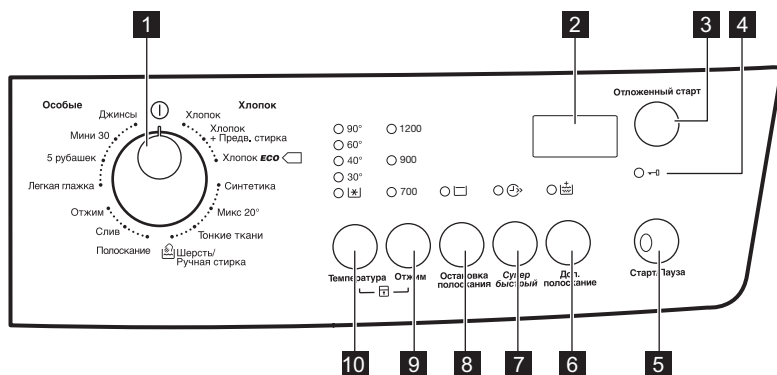 1
2
3
4
Особые
Хлопок
Отложенный старт
Джинсы
Хлопок
Мини 30
Хлопок
+ Предв. стирка
5 рубашек
Хлопок ECO
Легкая глажка
Синтетика
Отжим
Микс 20°
Слив
Тонкие ткани
Полоскание
Шерсть/
Ручная стирка
90°
1200
60°
40°
900
30°
700
Температура
Отжим
Остановка
полоскания
Супер
быстрый
Доп.
полоскание
Старт/Пауза
10
9
8
7
6
5